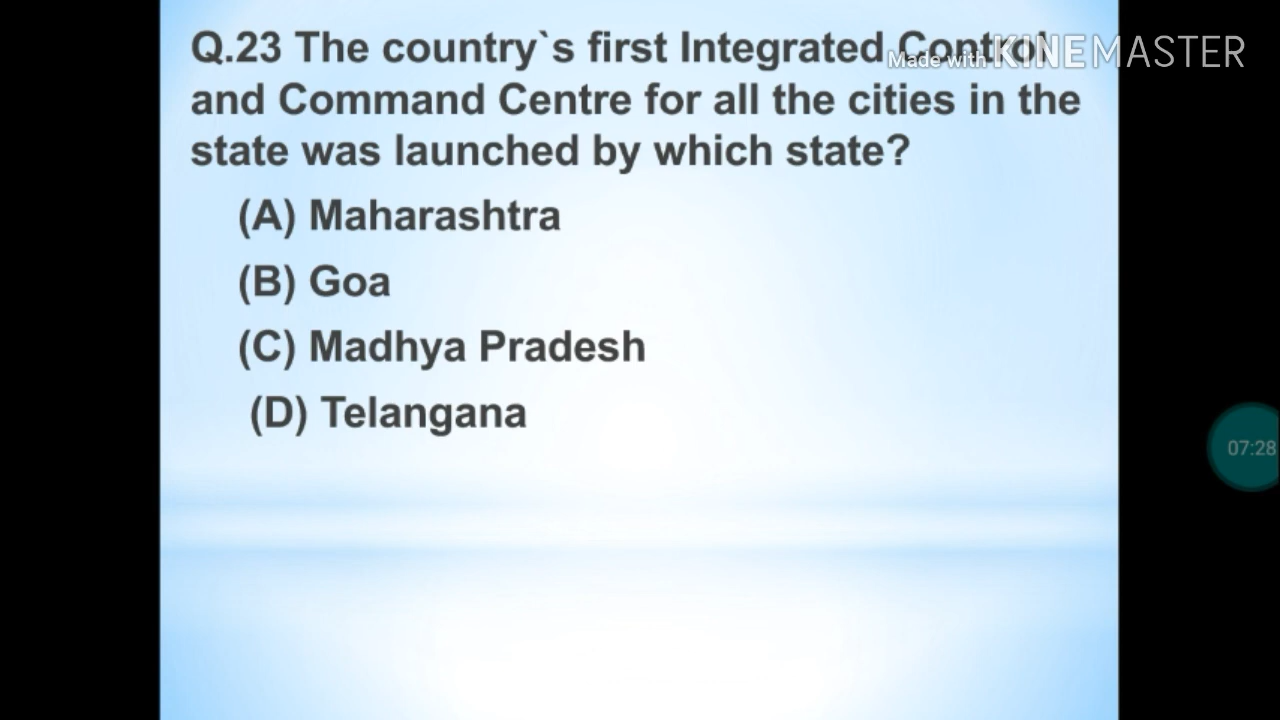 Q.23 The country`s first Integrated Control
Made with KINEMASTER
and Command Centre for all the cities in the
state was launched by which state?
(A) Maharashtra
(B) Goa
(C) Madhya Pradesh
(D) Telangana
07:28